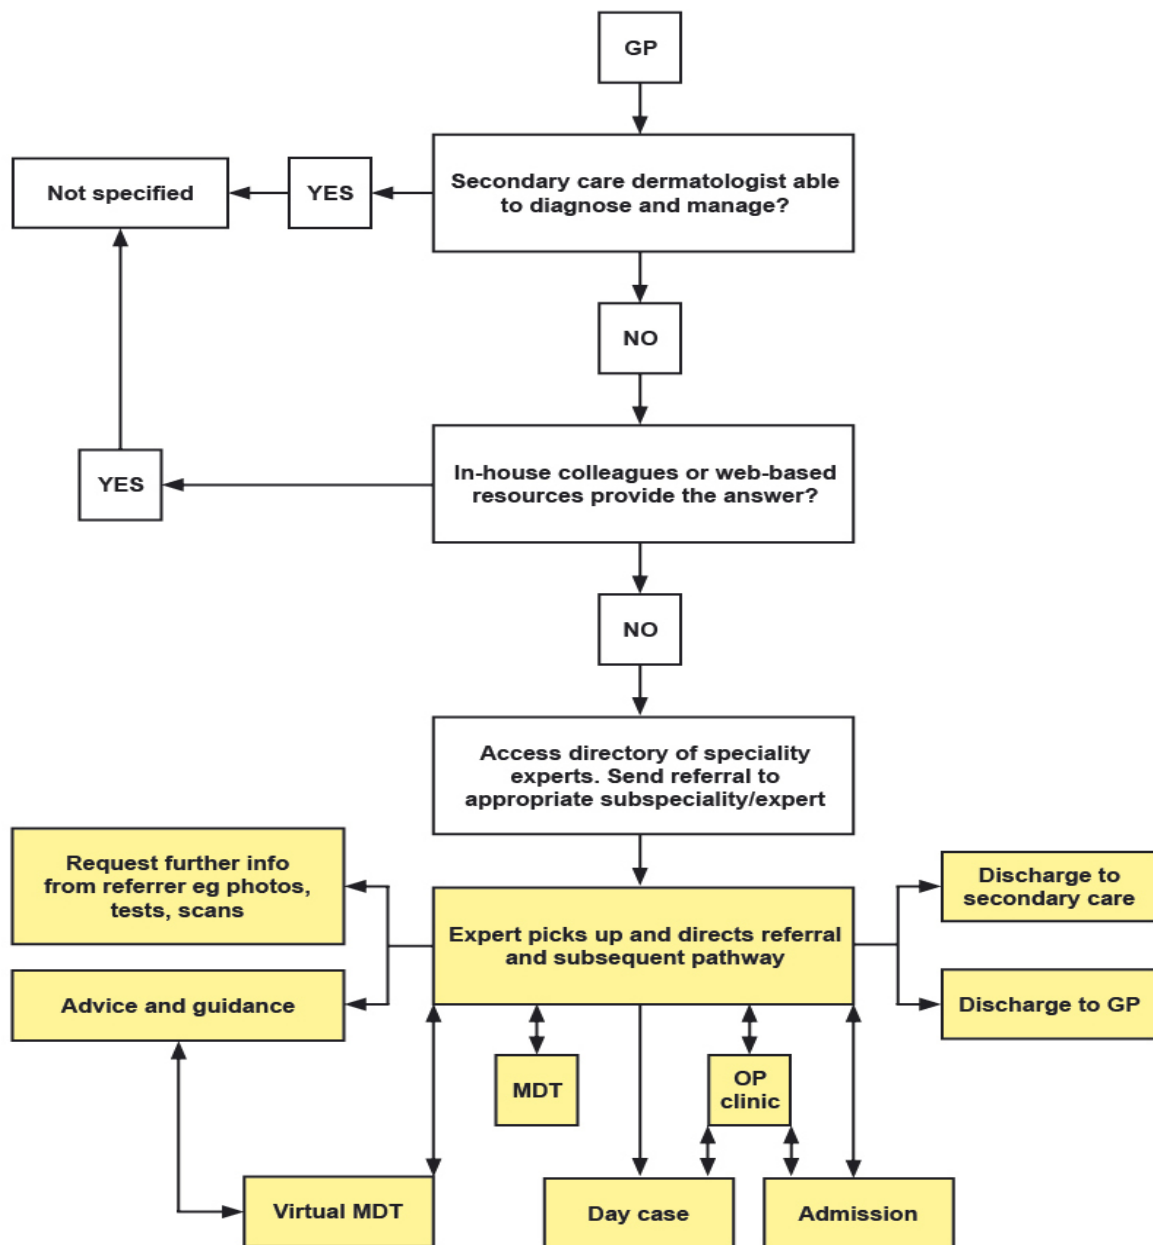 GP
Secondary care dermatologist able
to diagnose and manage?
YES
Not specified
NO
In-house colleagues or web-based
resources provide the answer?
YES
NO
Access directory of speciality
experts. Send referral to
appropriate subspeciality/expert
Request further info
from referrer eg photos,
tests, scans
Expert picks up and directs referral
and subsequent pathway
Discharge to
secondary care
Advice and guidance
Discharge to GP
MDT
OP
clinic
Virtual MDT
Day case
Admission